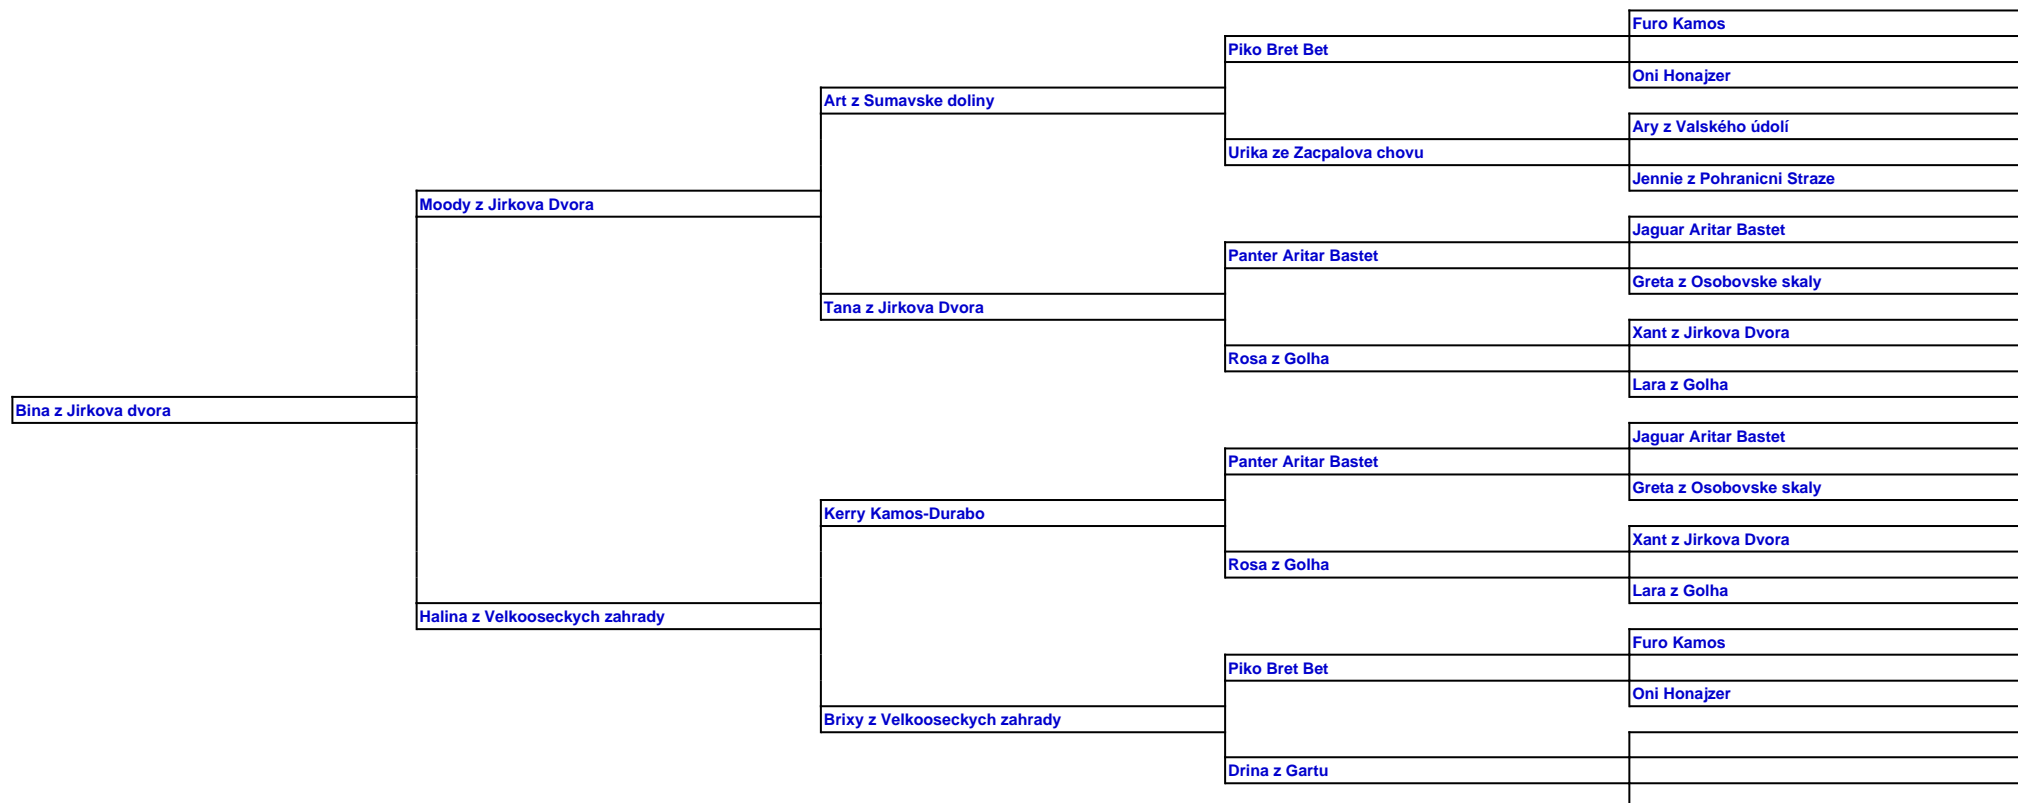 Furo Kamos
Piko Bret Bet
Oni Honajzer
Art z Sumavske doliny
Ary z Valského údolí
Urika ze Zacpalova chovu
Jennie z Pohranicni Straze
Moody z Jirkova Dvora
Jaguar Aritar Bastet
Panter Aritar Bastet
Greta z Osobovske skaly
Tana z Jirkova Dvora
Xant z Jirkova Dvora
Rosa z Golha
Lara z Golha
Bina z Jirkova dvora
Jaguar Aritar Bastet
Panter Aritar Bastet
Greta z Osobovske skaly
Kerry Kamos-Durabo
Xant z Jirkova Dvora
Rosa z Golha
Lara z Golha
Halina z Velkooseckych zahrady
Furo Kamos
Piko Bret Bet
Oni Honajzer
Brixy z Velkooseckych zahrady
Drina z Gartu